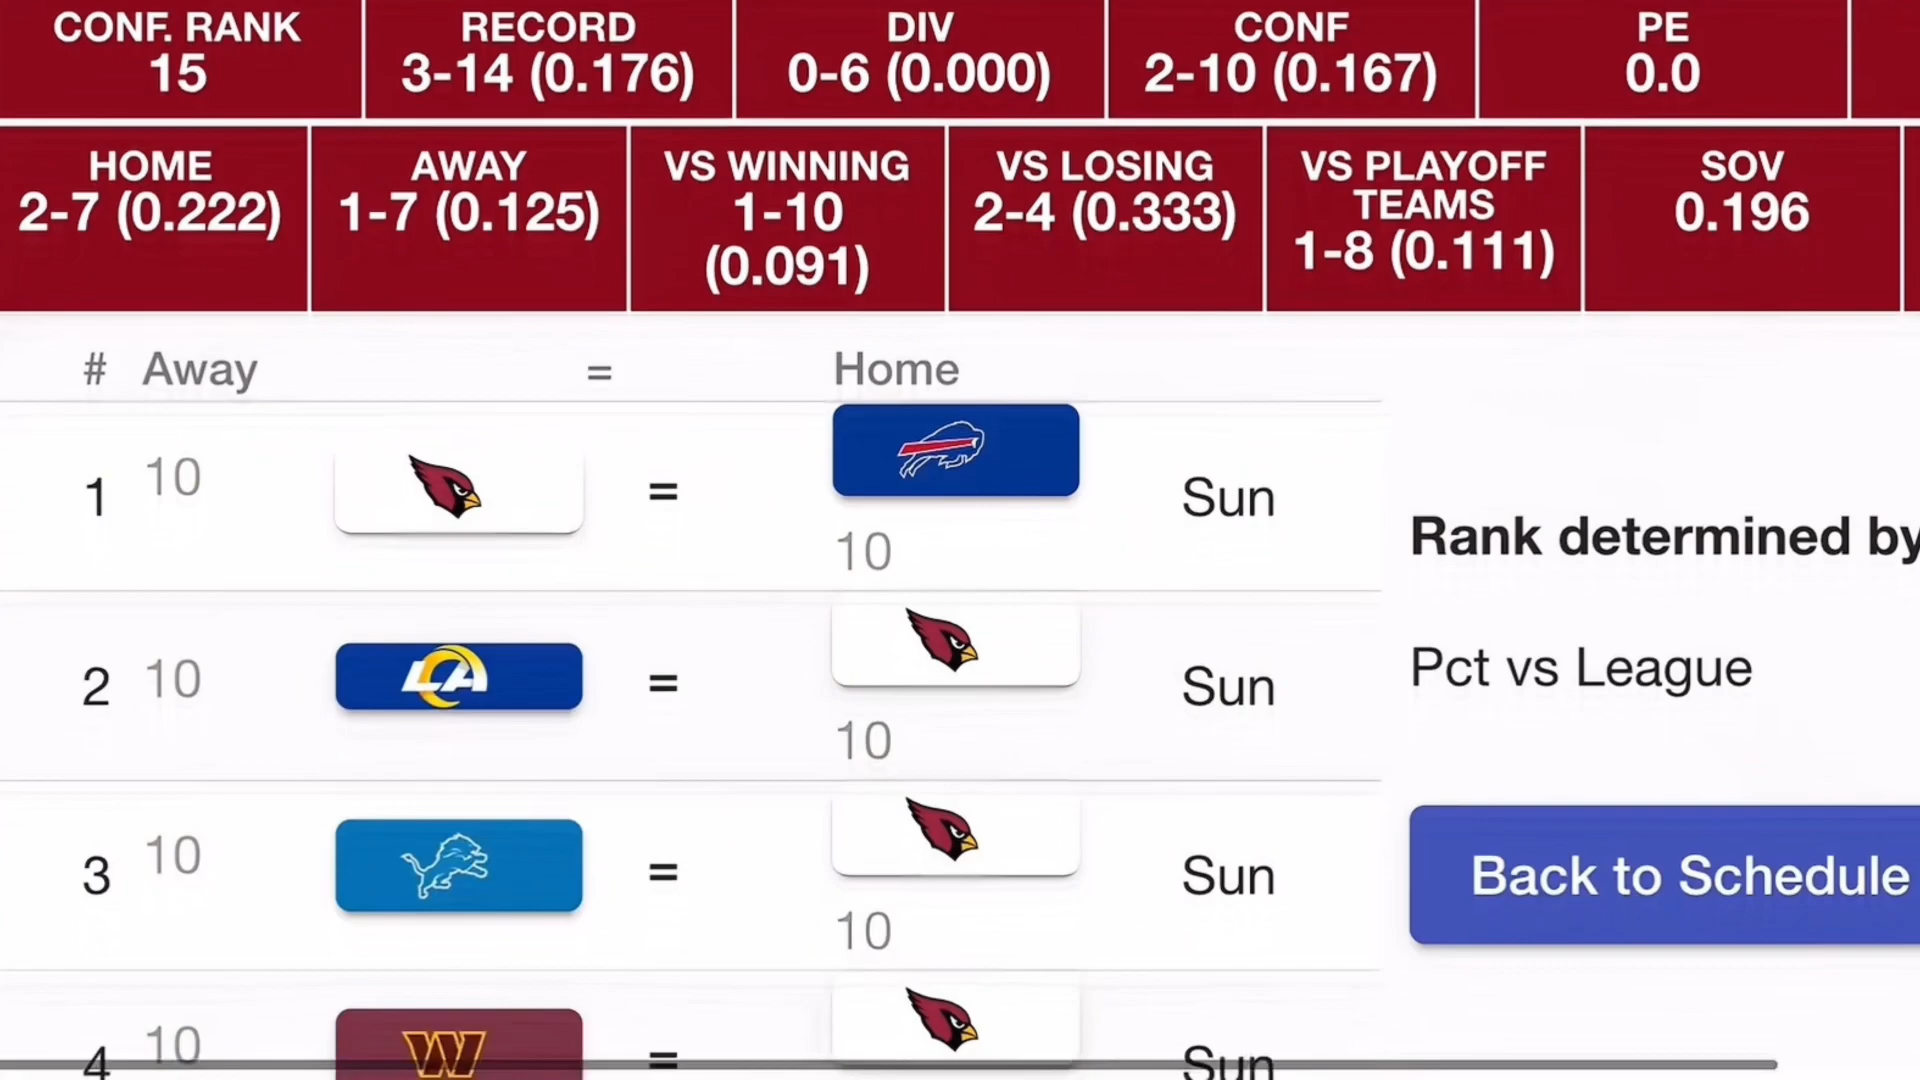 CONF. RANK RECORD DIV CONF PE
15 3-14 (0.176) 0-6 (0.000) 2-10 (0.167) 0.0
HOME AWAY VS WINNING VS LOSING VS PLAYOFF TEAMS SOV
2-7 (0.222) 1-7 (0.125) 1-10 (0.091) 2-4 (0.333) 1-8 (0.111) 0.196
# Away = Home
1 10 = 10 Sun
Rank determined by
2 10 LA = 10 Sun
Pct vs League
3 10 = 10 Sun
Back to Schedule
4 10 W = Sun